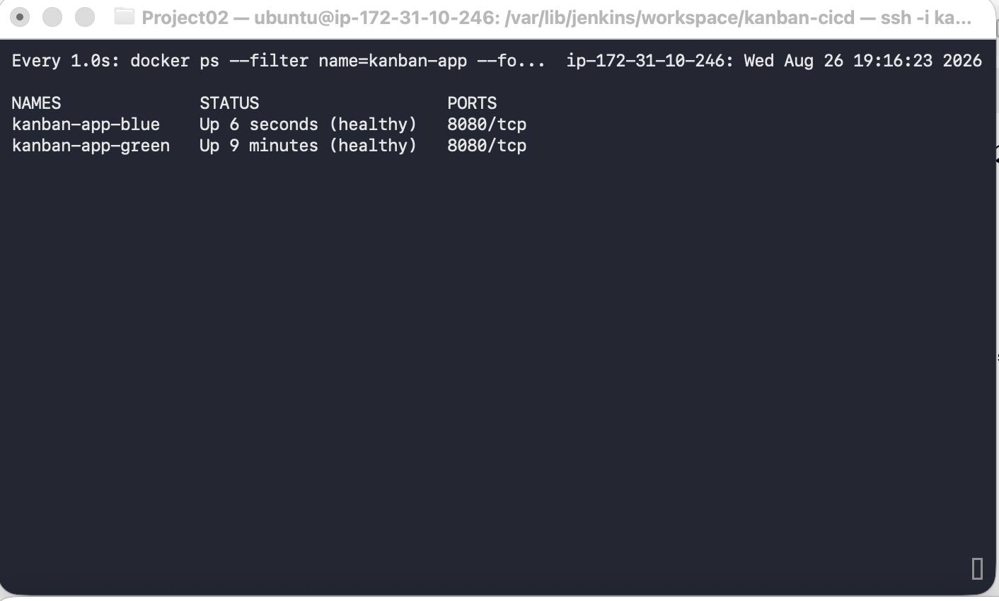 Project02 — ubuntu@ip-172-31-10-246: /var/lib/jenkins/workspace/kanban-cicd — ssh -i ka...
Every 1.0s: docker ps --filter name=kanban-app --fo...  ip-172-31-10-246: Wed Aug 26 19:16:23 2026
NAMES              STATUS                   PORTS
kanban-app-blue    Up 6 seconds (healthy)   8080/tcp
kanban-app-green   Up 9 minutes (healthy)   8080/tcp